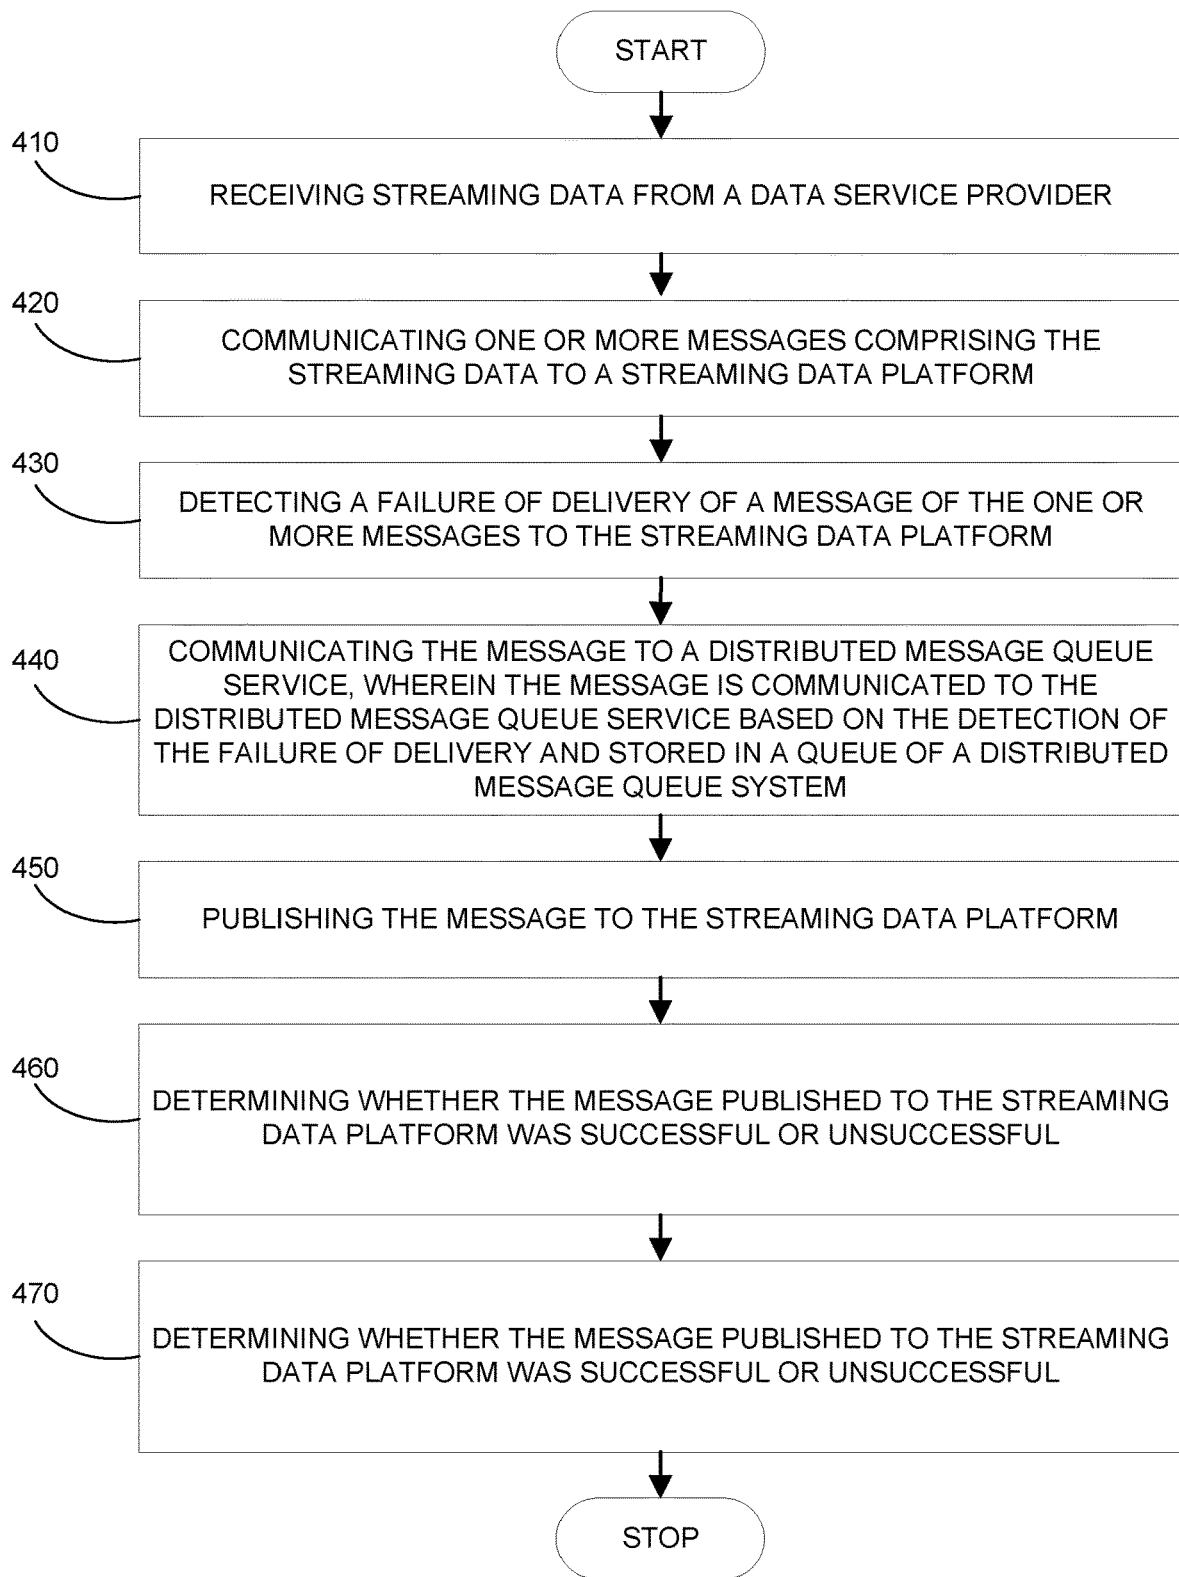 START
410
RECEIVING STREAMING DATA FROM A DATA SERVICE PROVIDER
420
COMMUNICATING ONE OR MORE MESSAGES COMPRISING THE
STREAMING DATA TO A STREAMING DATA PLATFORM
430
DETECTING A FAILURE OF DELIVERY OF A MESSAGE OF THE ONE OR
MORE MESSAGES TO THE STREAMING DATA PLATFORM
440
COMMUNICATING THE MESSAGE TO A DISTRIBUTED MESSAGE QUEUE
SERVICE, WHEREIN THE MESSAGE IS COMMUNICATED TO THE
DISTRIBUTED MESSAGE QUEUE SERVICE BASED ON THE DETECTION OF
THE FAILURE OF DELIVERY AND STORED IN A QUEUE OF A DISTRIBUTED
MESSAGE QUEUE SYSTEM
450
PUBLISHING THE MESSAGE TO THE STREAMING DATA PLATFORM
460
DETERMINING WHETHER THE MESSAGE PUBLISHED TO THE STREAMING
DATA PLATFORM WAS SUCCESSFUL OR UNSUCCESSFUL
470
DETERMINING WHETHER THE MESSAGE PUBLISHED TO THE STREAMING
DATA PLATFORM WAS SUCCESSFUL OR UNSUCCESSFUL
STOP